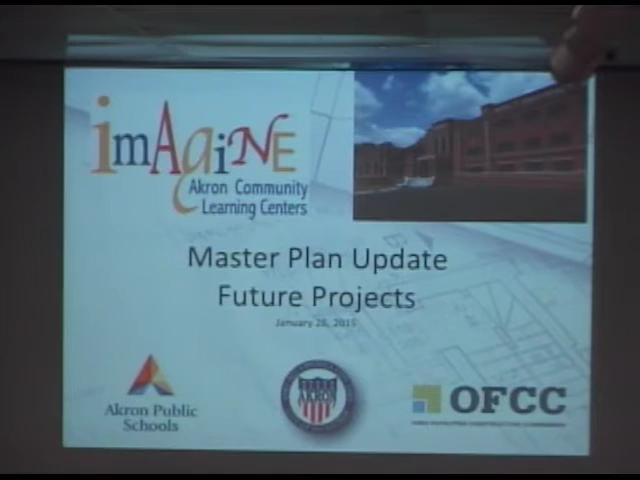 imAgiNE
Akron Community
Learning Centers
Master Plan Update
Future Projects
January 26, 2015
Akron Public
Schools
AKRON
OFCC